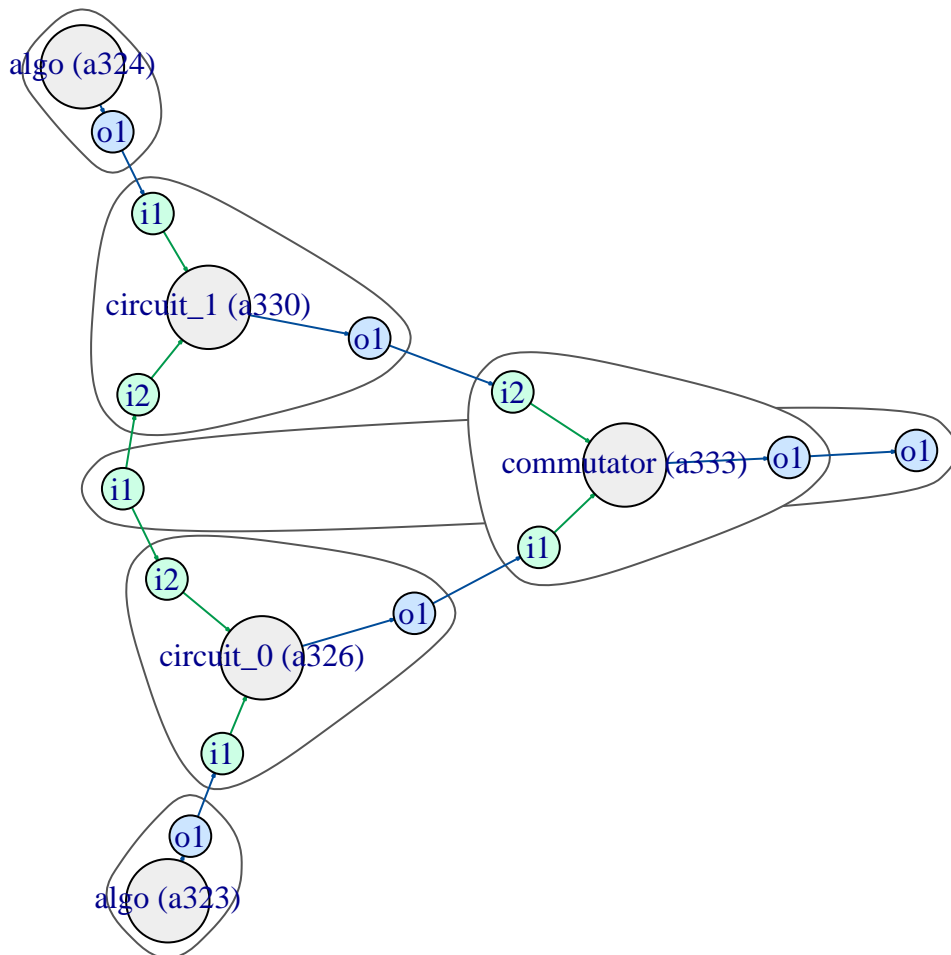 algo (a324)
o1
i1
circuit_1 (a330)
o1
i2
i2
o1
o1
commutator (a333)
i1
i1
i2
o1
circuit_0 (a326)
i1
o1
algo (a323)